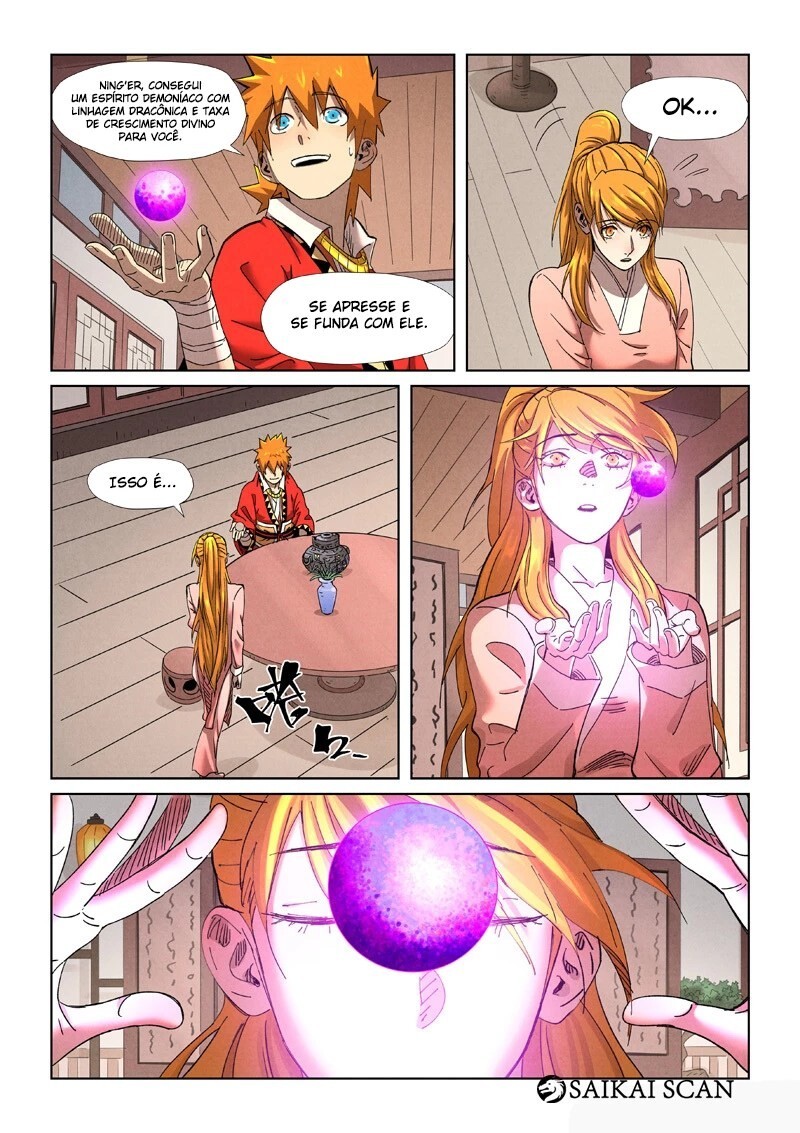 NING'ER, CONSEGUI
UM ESPÍRITO DEMONÍACO COM
LINHAGEM DRACÔNICA E TAXA
DE CRESCIMENTO DIVINO
PARA VOCÊ.
SE APRESSE E
SE FUNDA COM ELE.
OK...
ISSO É...
SAIKAI SCAN